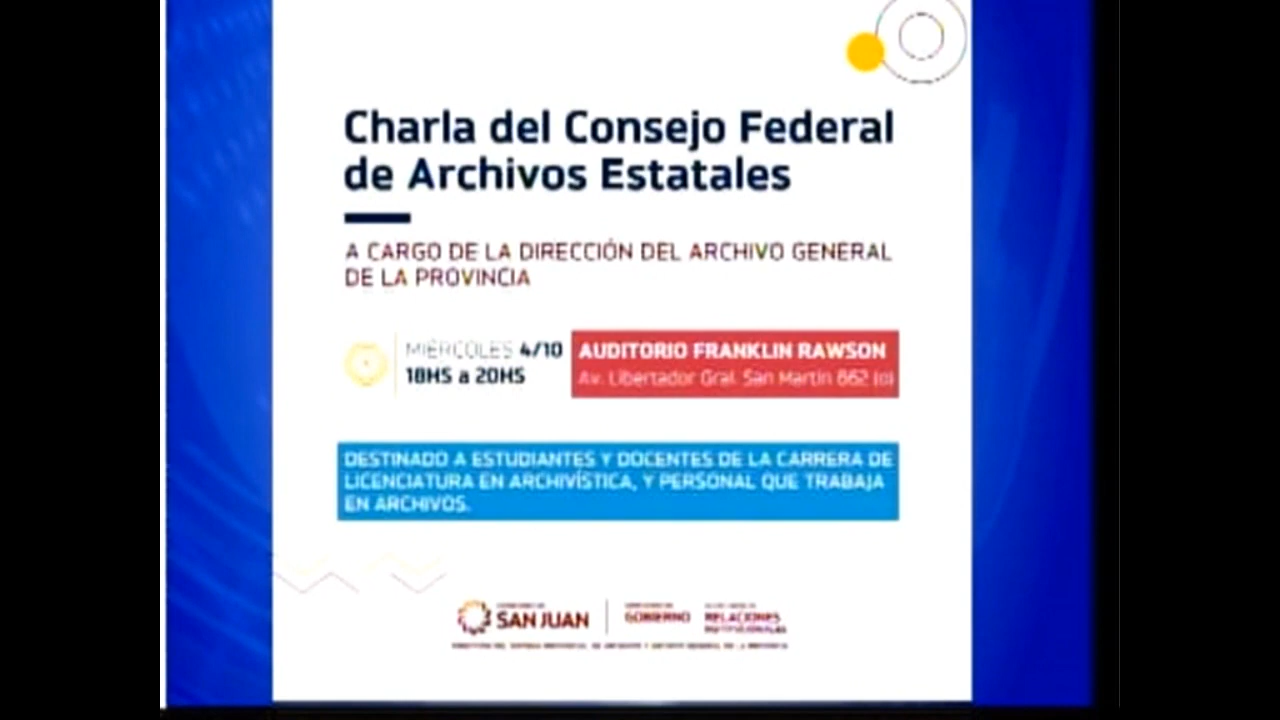 Charla del Consejo Federal
de Archivos Estatales
A CARGO DE LA DIRECCIÓN DEL ARCHIVO GENERAL
DE LA PROVINCIA
MIÉRCOLES 4/10
18HS a 20HS
AUDITORIO FRANKLIN RAWSON
Av. Libertador Gral. San Martín 862 (o)
DESTINADO A ESTUDIANTES Y DOCENTES DE LA CARRERA DE
LICENCIATURA EN ARCHIVÍSTICA, Y PERSONAL QUE TRABAJA
EN ARCHIVOS.
SAN JUAN
GOBIERNO
RELACIONES
INSTITUCIONALES